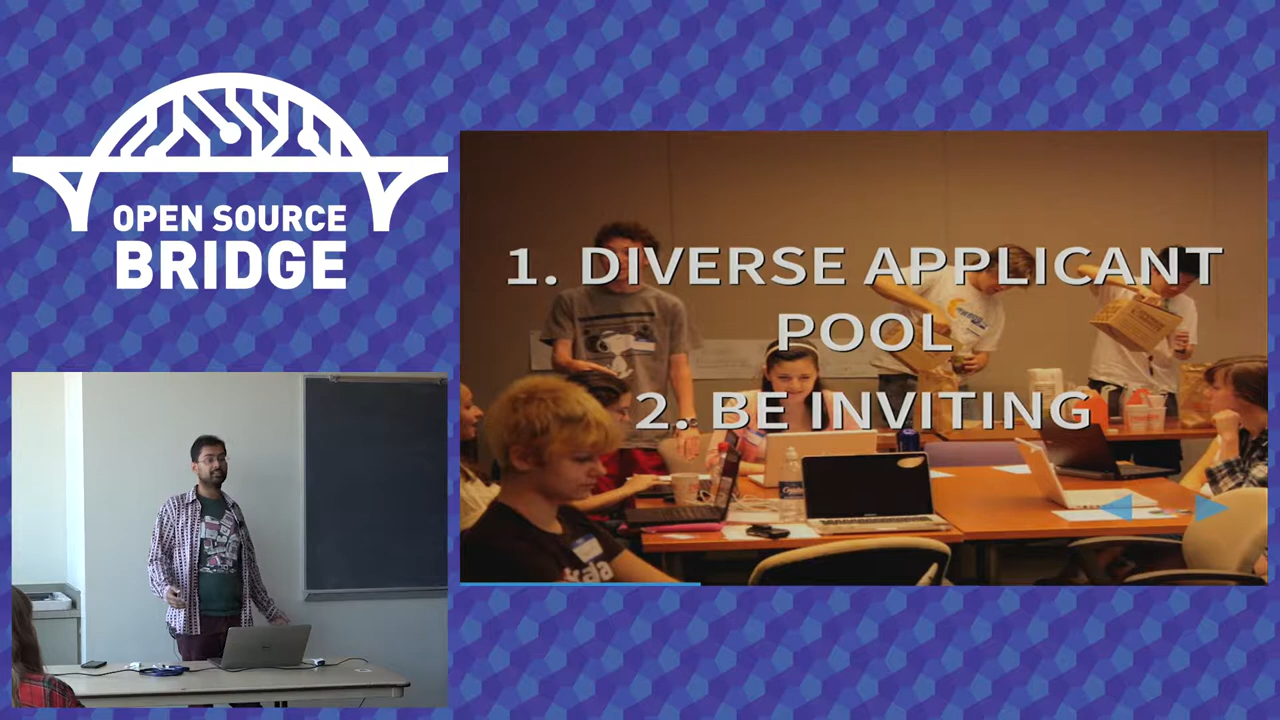 OPEN SOURCE
BRIDGE
1. DIVERSE APPLICANT
POOL
2. BE INVITING